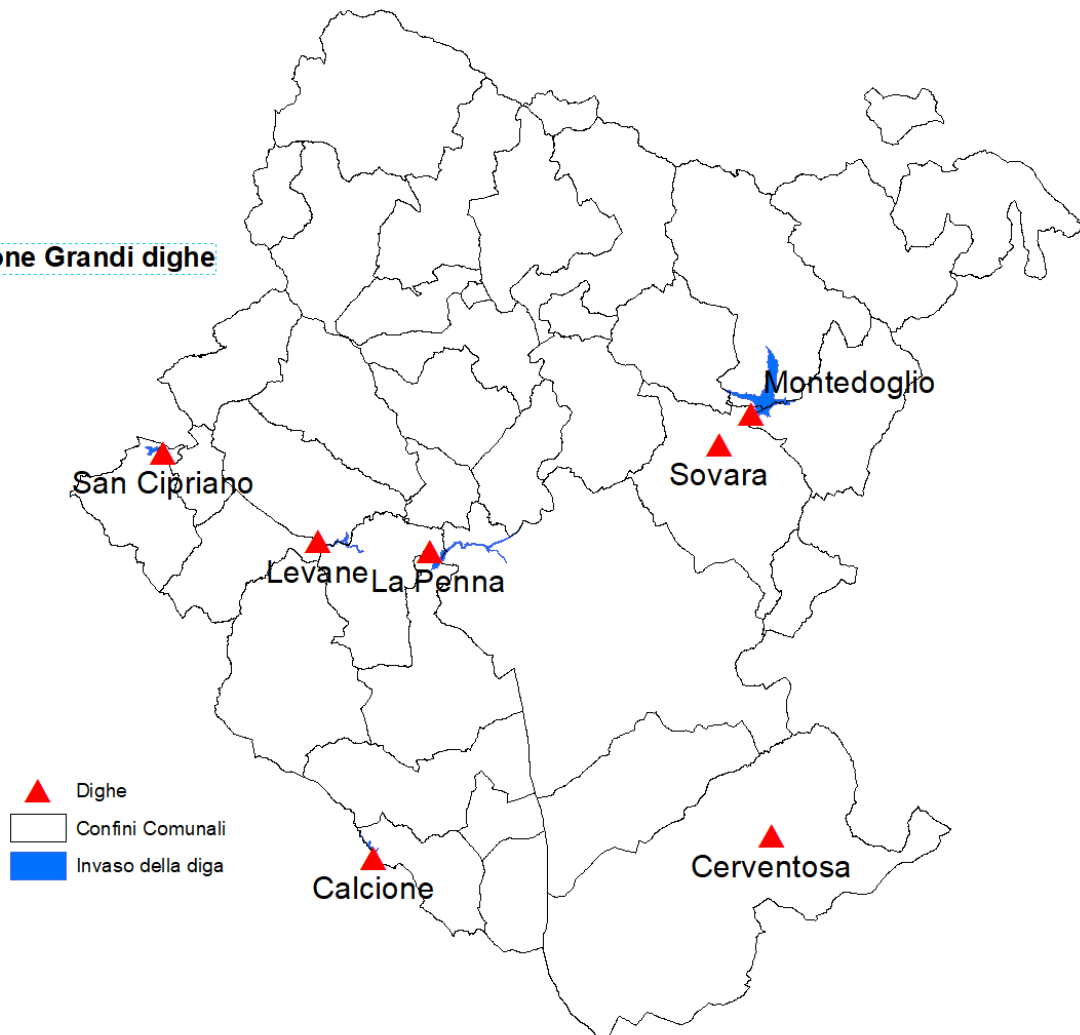 one Grandi dighe
Montedoglio
Sovara
San Cipriano
Levane
La Penna
Dighe
Confini Comunali
Invaso della diga
Cerventosa
Calcione